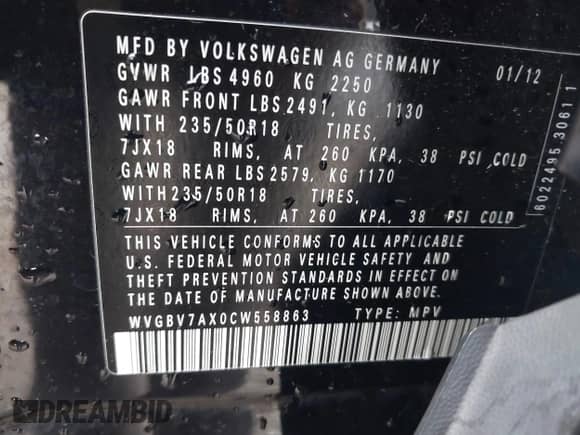 MFD BY VOLKSWAGEN AG GERMANY 01/12
GVWR LBS 4960 KG 2250
GAWR FRONT LBS 2491, KG 1130
WITH 235/50R18 TIRES,
7JX18 RIMS, AT 260 KPA, 38 PSI COLD
GAWR REAR LBS 2579, KG 1170
WITH 235/50R18 TIRES,
7JX18 RIMS, AT 260 KPA, 38 PSI COLD
THIS VEHICLE CONFORMS TO ALL APPLICABLE
U.S. FEDERAL MOTOR VEHICLE SAFETY AND
THEFT PREVENTION STANDARDS IN EFFECT ON
THE DATE OF MANUFACTURE SHOWN ABOVE.
WVGBV7AX0CW558863 TYPE: MPV
6022495.3061 1
DREAMBID